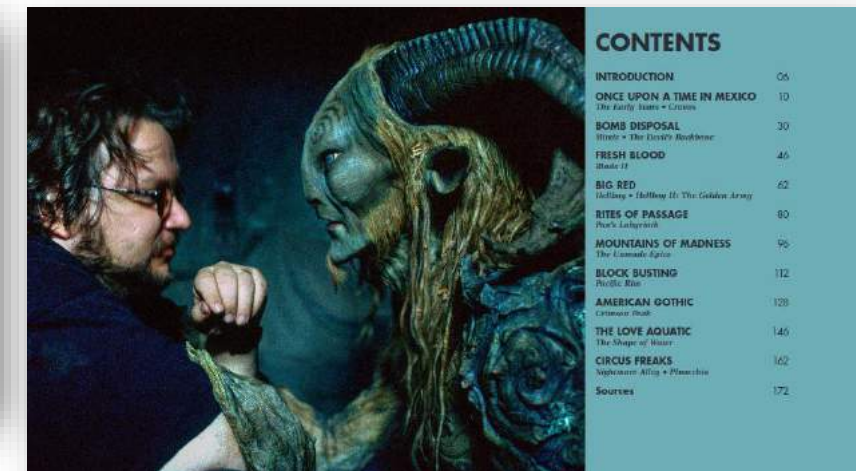 CONTENTS
INTRODUCTION 06
ONCE UPON A TIME IN MEXICO 10
The Early Years • Cronos
BOMB DISPOSAL 30
Mimic • The Devil's Backbone
FRESH BLOOD 46
Blade II
BIG RED 62
Hellboy • Hellboy II: The Golden Army
RITES OF PASSAGE 80
Pan's Labyrinth
MOUNTAINS OF MADNESS 96
The Unmade Epics
BLOCK BUSTING 112
Pacific Rim
AMERICAN GOTHIC 128
Crimson Peak
THE LOVE AQUATIC 146
The Shape of Water
CIRCUS FREAKS 162
Nightmare Alley • Pinocchio
Sources 172